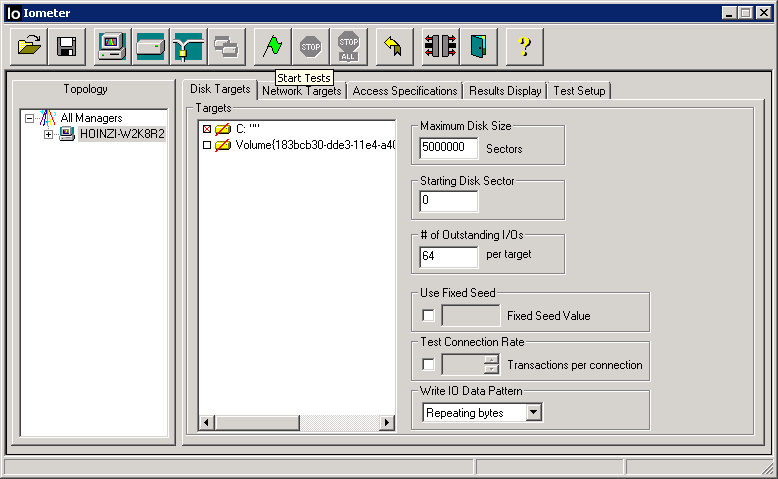 Io Iometer
STOP
STOP
ALL
?
Start Tests
Topology
All Managers
HOINZI-W2K8R2
Disk Targets
Network Targets
Access Specifications
Results Display
Test Setup
Targets
C: ""
Volume{183bcb30-dde3-11e4-a40
Maximum Disk Size
5000000 Sectors
Starting Disk Sector
0
# of Outstanding I/Os
64 per target
Use Fixed Seed
Fixed Seed Value
Test Connection Rate
Transactions per connection
Write IO Data Pattern
Repeating bytes